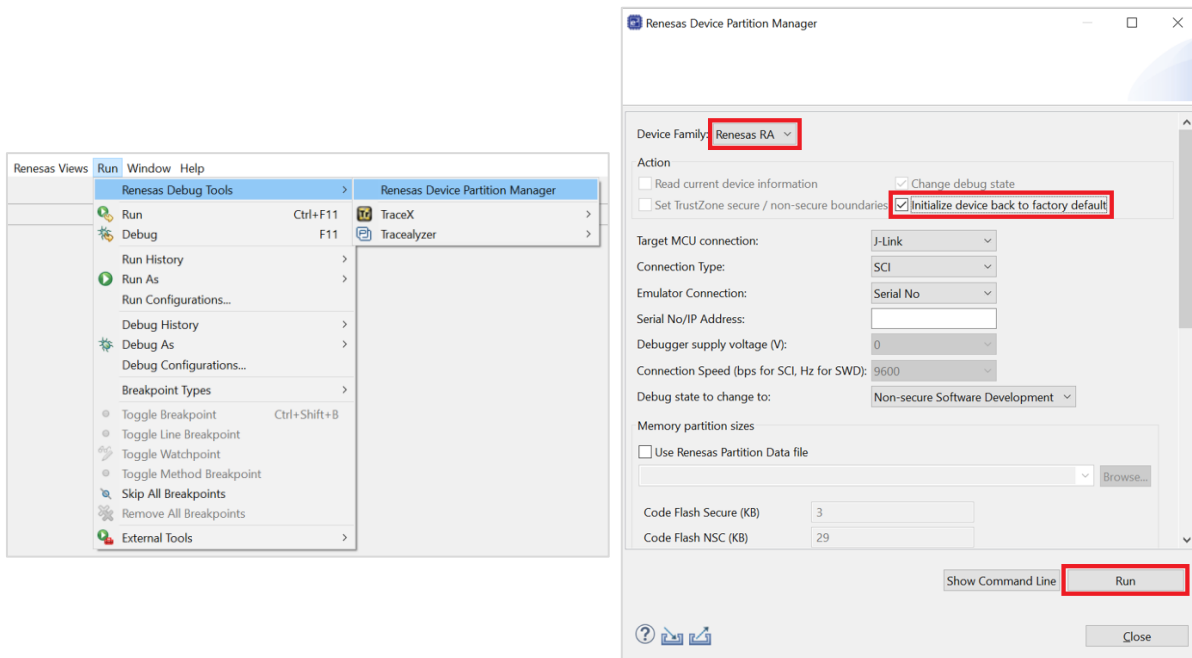 Renesas Views Run Window Help
Renesas Debug Tools
Renesas Device Partition Manager
Run Ctrl+F11
TraceX
Debug F11
Tracealyzer
Run History
Run As
Run Configurations...
Debug History
Debug As
Debug Configurations...
Breakpoint Types
Toggle Breakpoint Ctrl+Shift+B
Toggle Line Breakpoint
Toggle Watchpoint
Toggle Method Breakpoint
Skip All Breakpoints
Remove All Breakpoints
External Tools
Renesas Device Partition Manager
Device Family: Renesas RA
Action
Read current device information Change debug state
Set TrustZone secure / non-secure boundaries Initialize device back to factory default
Target MCU connection: J-Link
Connection Type: SCI
Emulator Connection: Serial No
Serial No/IP Address:
Debugger supply voltage (V): 0
Connection Speed (bps for SCI, Hz for SWD): 9600
Debug state to change to: Non-secure Software Development
Memory partition sizes
Use Renesas Partition Data file
Browse...
Code Flash Secure (KB) 3
Code Flash NSC (KB) 29
Show Command Line Run
Close